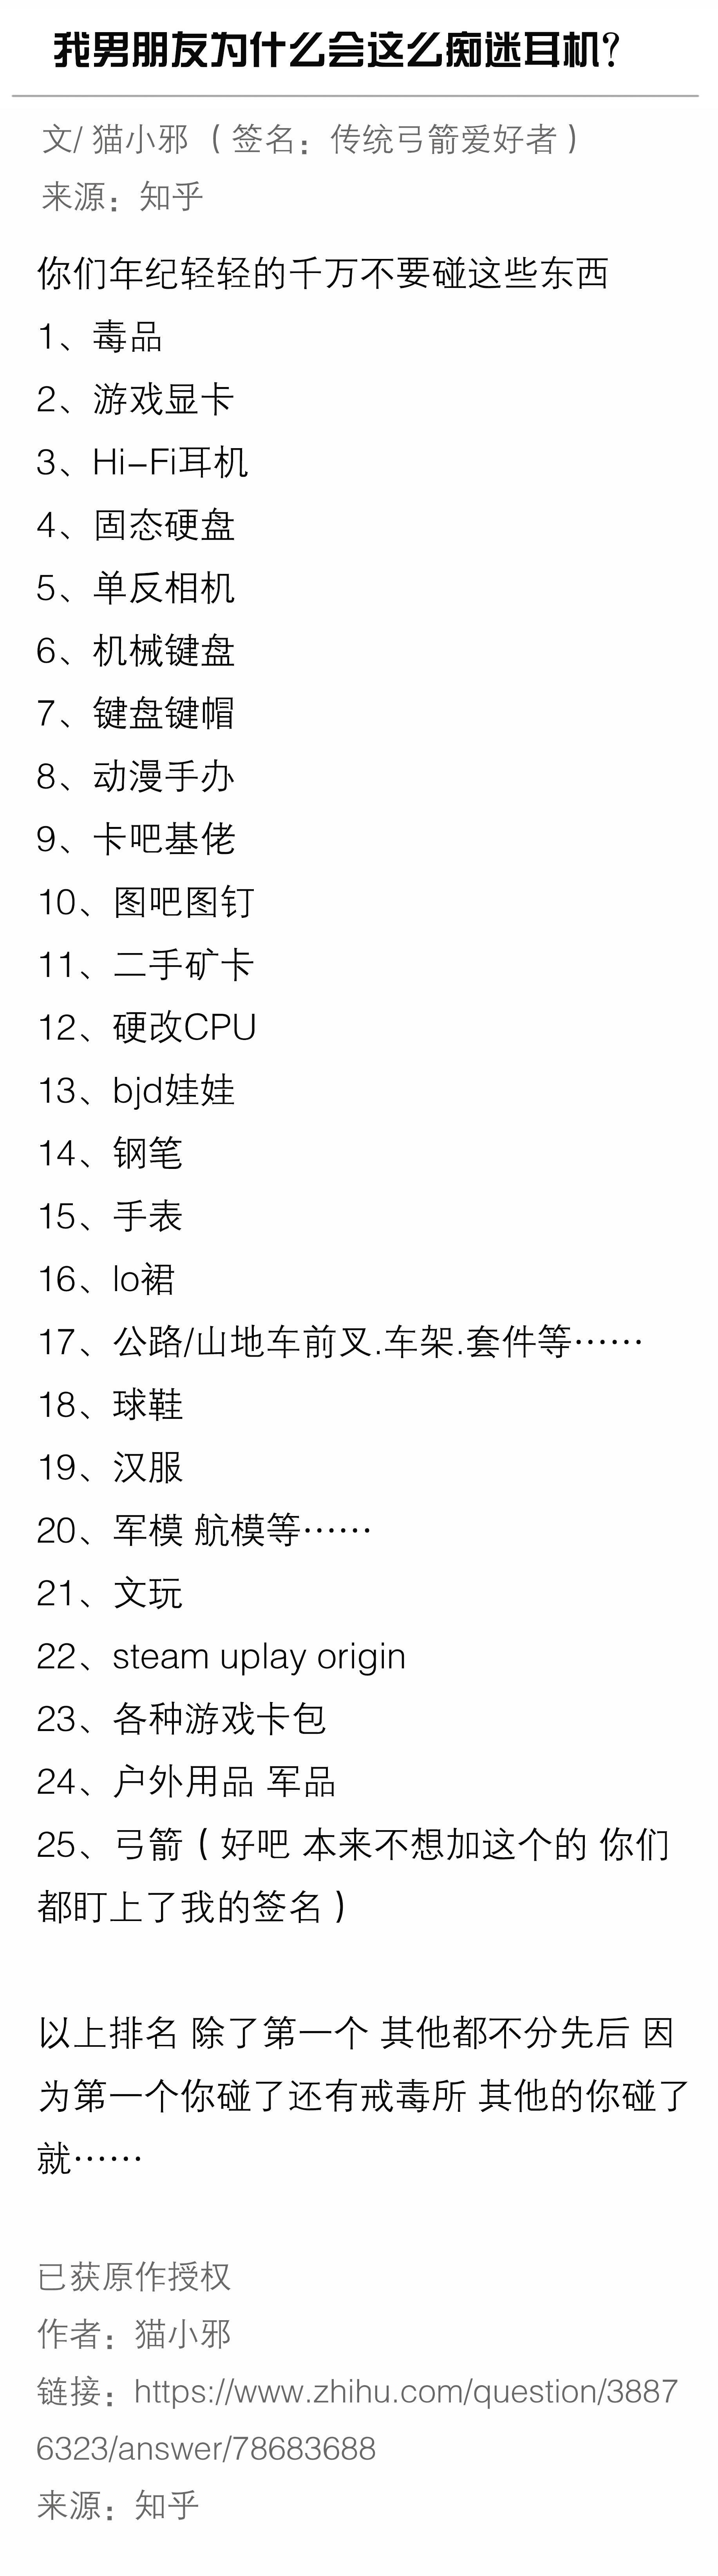 我男朋友为什么会这么痴迷耳机？
文/ 猫小邪 （签名：传统弓箭爱好者）
来源：知乎
你们年纪轻轻的千万不要碰这些东西
1、毒品
2、游戏显卡
3、Hi-Fi耳机
4、固态硬盘
5、单反相机
6、机械键盘
7、键盘键帽
8、动漫手办
9、卡吧基佬
10、图吧图钉
11、二手矿卡
12、硬改CPU
13、bjd娃娃
14、钢笔
15、手表
16、lo裙
17、公路/山地车前叉.车架.套件等……
18、球鞋
19、汉服
20、军模 航模等……
21、文玩
22、steam uplay origin
23、各种游戏卡包
24、户外用品 军品
25、弓箭（好吧 本来不想加这个的 你们
都盯上了我的签名）
以上排名 除了第一个 其他都不分先后 因
为第一个你碰了还有戒毒所 其他的你碰了
就……
已获原作授权
作者：猫小邪
链接：https://www.zhihu.com/question/3887
6323/answer/78683688
来源：知乎